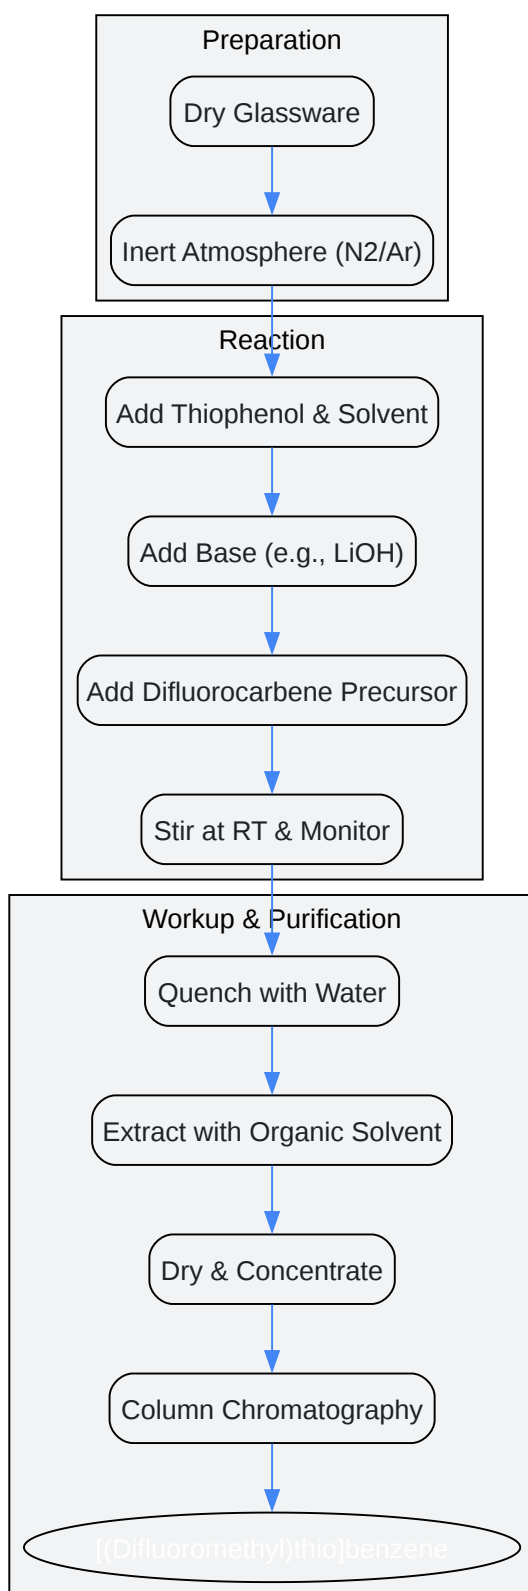 Preparation
Dry Glassware
Inert Atmosphere (N2/Ar)
Reaction
Add Thiophenol & Solvent
Add Base (e.g., LiOH)
Add Difluorocarbene Precursor
Stir at RT & Monitor
Workup & Purification
Quench with Water
Extract with Organic Solvent
Dry & Concentrate
Column Chromatography
[(Difluoromethyl)thio]benzene